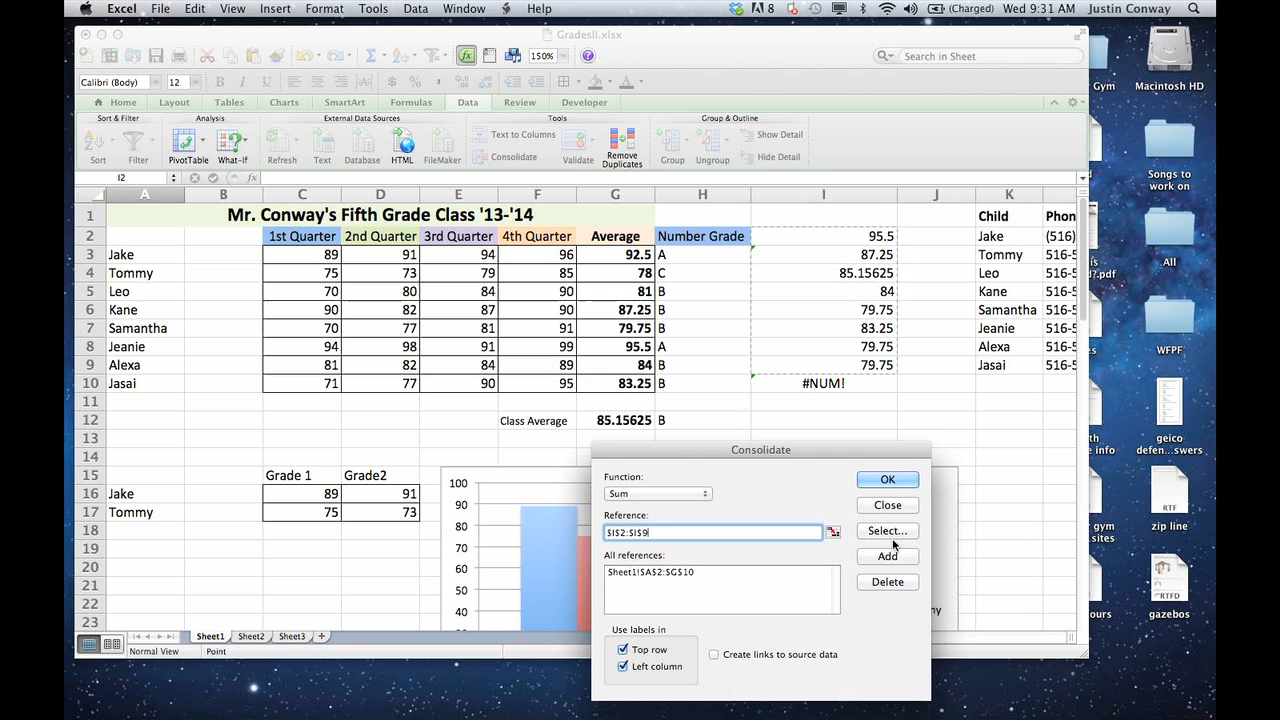 Excel File Edit View Insert Format Tools Data Window Help 8 (Charged) Wed 9:31 AM Justin Conway
GradesII.xlsx
150% Search in Sheet
Calibri (Body) 12 B I U
Home Layout Tables Charts SmartArt Formulas Data Review Developer
Sort & Filter Analysis External Data Sources Tools Group & Outline
Sort Filter PivotTable What-If Refresh Text Database HTML FileMaker Text to Columns Consolidate Validate Remove Duplicates Group Ungroup Show Detail Hide Detail
I2 fx
A B C D E F G H I J K
1 Mr. Conway's Fifth Grade Class '13-'14 Child Phon
2 1st Quarter 2nd Quarter 3rd Quarter 4th Quarter Average Number Grade 95.5 Jake (516)
3 Jake 89 91 94 96 92.5 A 87.25 Tommy 516-5
4 Tommy 75 73 79 85 78 C 85.15625 Leo 516-5
5 Leo 70 80 84 90 81 B 84 Kane 516-5
6 Kane 90 82 87 90 87.25 B 79.75 Samantha 516-5
7 Samantha 70 77 81 91 79.75 B 83.25 Jeanie 516-5
8 Jeanie 94 98 91 99 95.5 A 79.75 Alexa 516-5
9 Alexa 81 82 84 89 84 B 79.75 Jasai 516-5
10 Jasai 71 77 90 95 83.25 B #NUM!
11
12 Class Average 85.15625 B
13
14
15 Grade 1 Grade2
16 Jake 89 91
17 Tommy 75 73
18
19
20
21
22
23
100
90
80
70
60
50
40
Consolidate
Function:
Sum
Reference:
$I$2:$I$9
All references:
Sheet1!$A$2:$G$10
OK
Close
Select...
Add
Delete
Use labels in
Top row
Left column
Create links to source data
Sheet1 Sheet2 Sheet3
Normal View Point
Gym
Macintosh HD
Songs to
work on
?.pdf
All
WFPF
geico
defen...swers
RTF
zip line
RTFD
gazebos